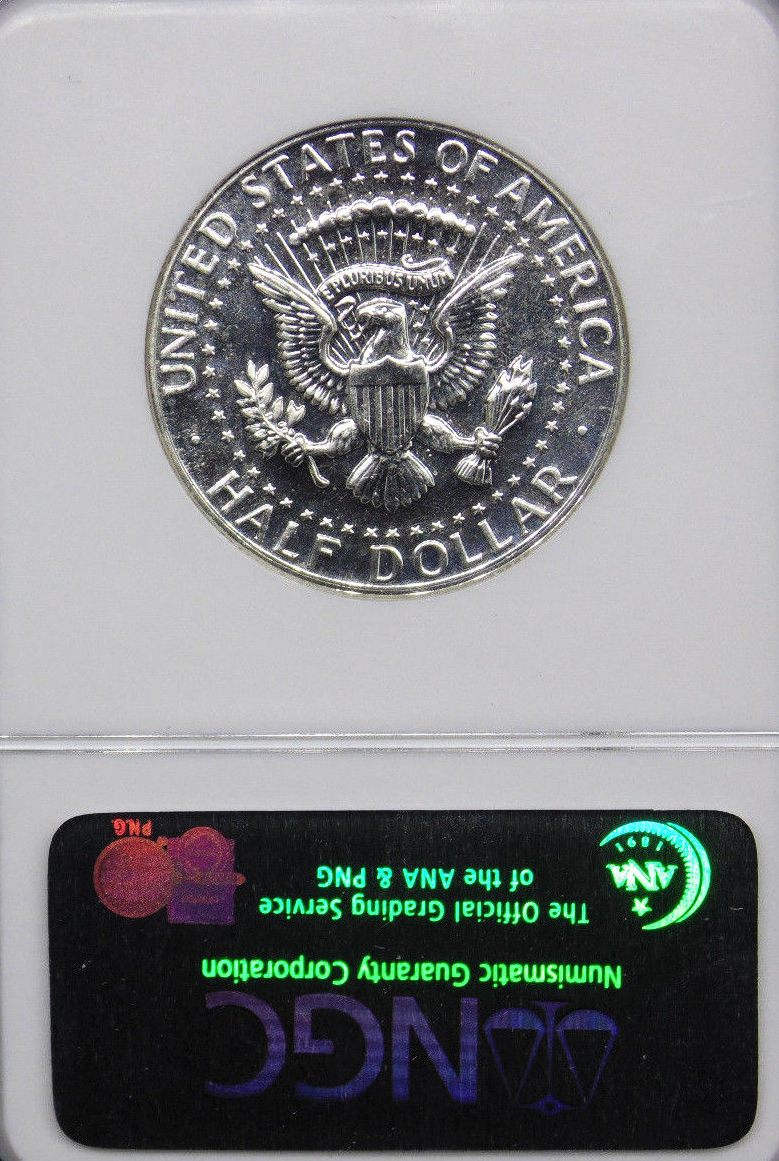 UNITED STATES OF AMERICA
E PLURIBUS UNUM
HALF DOLLAR
NGC
Numismatic Guaranty Corporation
The Official Grading Service
of the ANA & PNG
1891
ANA
P.N.G.